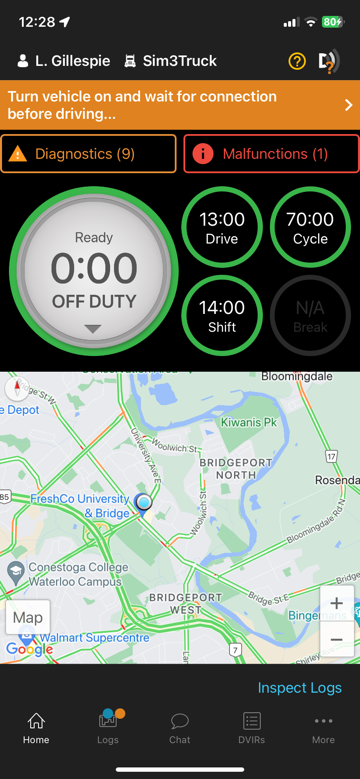 12:28
80
L. Gillespie
Sim3Truck
Turn vehicle on and wait for connection
before driving...
Diagnostics (9)
Malfunctions (1)
Ready
0:00
OFF DUTY
13:00
Drive
70:00
Cycle
14:00
Shift
N/A
Break
Bloomingdale
e Depot
Kiwanis Pk
University Ave E
Woolwich St
BRIDGEPORT
NORTH
17
Rosenda
85
FreshCo University
& Bridge
Woolwich St
Bloomingdale Rd N
Conestoga College
Waterloo Campus
BRIDGEPORT
WEST
Bridge St E
Bridge
Bingemans
Map
Walmart Supercentre
Google
7
Shirley
+
−
Inspect Logs
Home
Logs
Chat
DVIRs
More